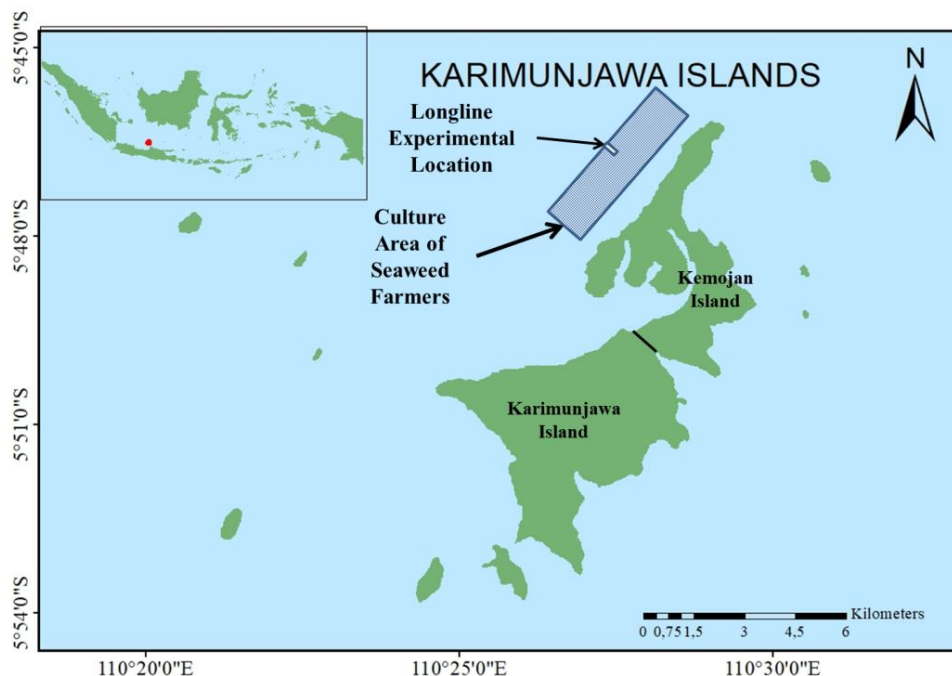 5°45'0"S
5°48'0"S
5°51'0"S
5°54'0"S
KARIMUNJAWA ISLANDS
N
Longline
Experimental
Location
Culture
Area of
Seaweed
Farmers
Kemojan
Island
Karimunjawa
Island
Kilometers
0 0,75 1,5 3 4,5 6
110°20'0"E 110°25'0"E 110°30'0"E